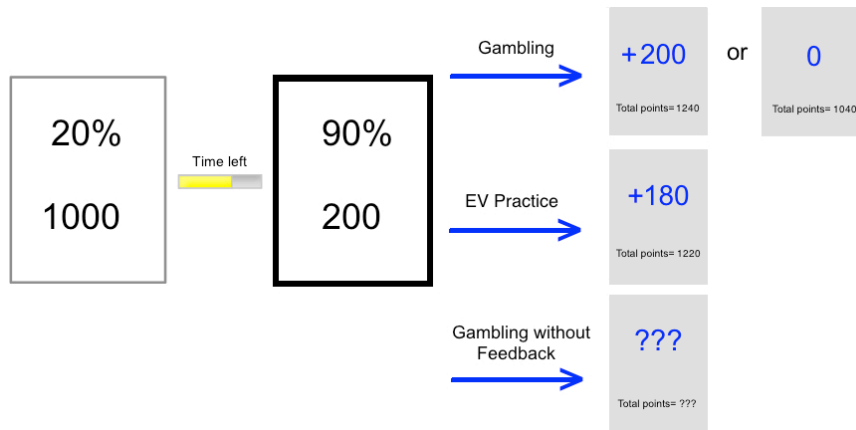 20%
1000
Time left
90%
200
Gambling
+200
Total points= 1240
or
0
Total points= 1040
EV Practice
+180
Total points= 1220
Gambling without
Feedback
???
Total points= ???